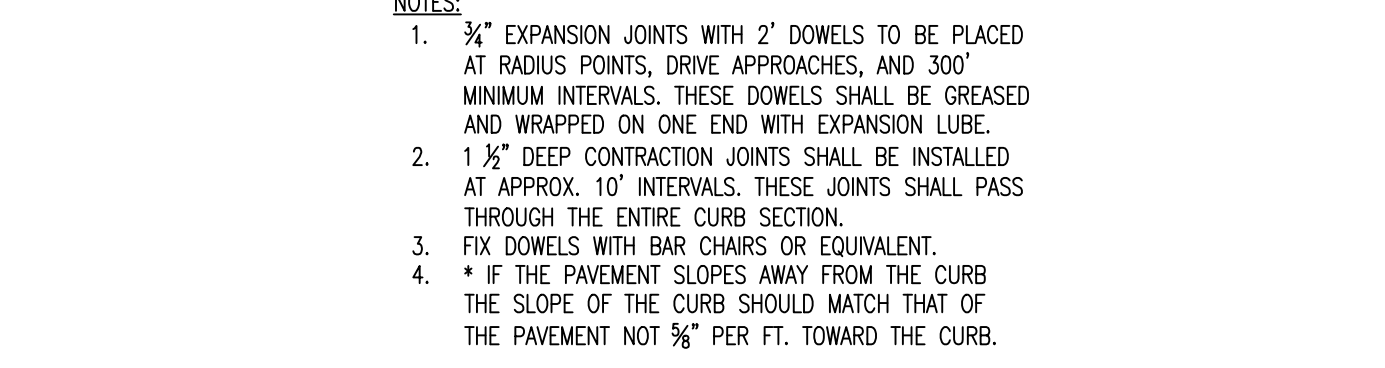 NOTES:
1. ¾” EXPANSION JOINTS WITH 2’ DOWELS TO BE PLACED
AT RADIUS POINTS, DRIVE APPROACHES, AND 300’
MINIMUM INTERVALS. THESE DOWELS SHALL BE GREASED
AND WRAPPED ON ONE END WITH EXPANSION LUBE.
2. 1 ½” DEEP CONTRACTION JOINTS SHALL BE INSTALLED
AT APPROX. 10’ INTERVALS. THESE JOINTS SHALL PASS
THROUGH THE ENTIRE CURB SECTION.
3. FIX DOWELS WITH BAR CHAIRS OR EQUIVALENT.
4. * IF THE PAVEMENT SLOPES AWAY FROM THE CURB
THE SLOPE OF THE CURB SHOULD MATCH THAT OF
THE PAVEMENT NOT ⅝” PER FT. TOWARD THE CURB.